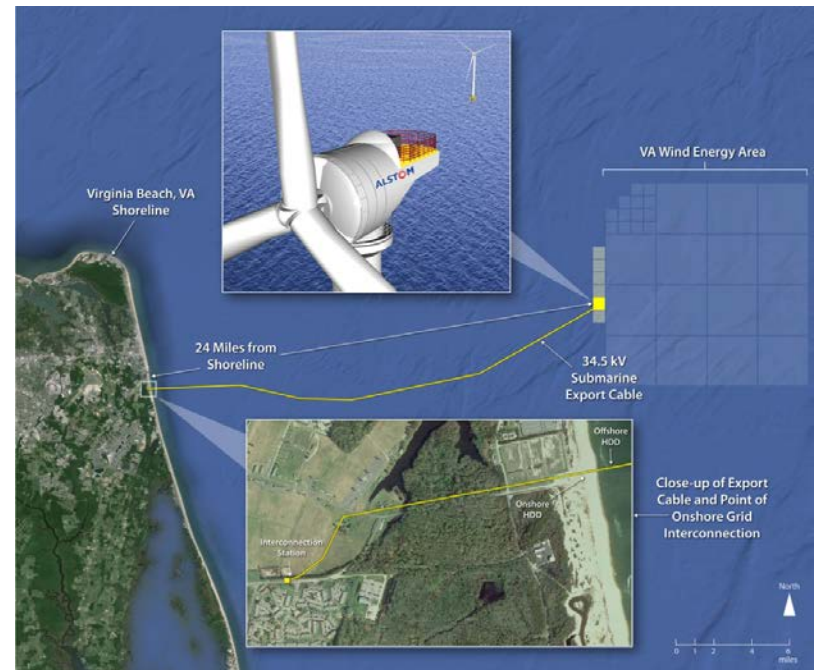 VA Wind Energy Area
ALSTOM
Virginia Beach, VA
Shoreline
24 Miles from
Shoreline
34.5 kV
Submarine
Export Cable
Offshore
HDD
Onshore
HDD
Interconnection
Station
Close-up of Export
Cable and Point of
Onshore Grid
Interconnection
North
0 1 2 4 6
miles